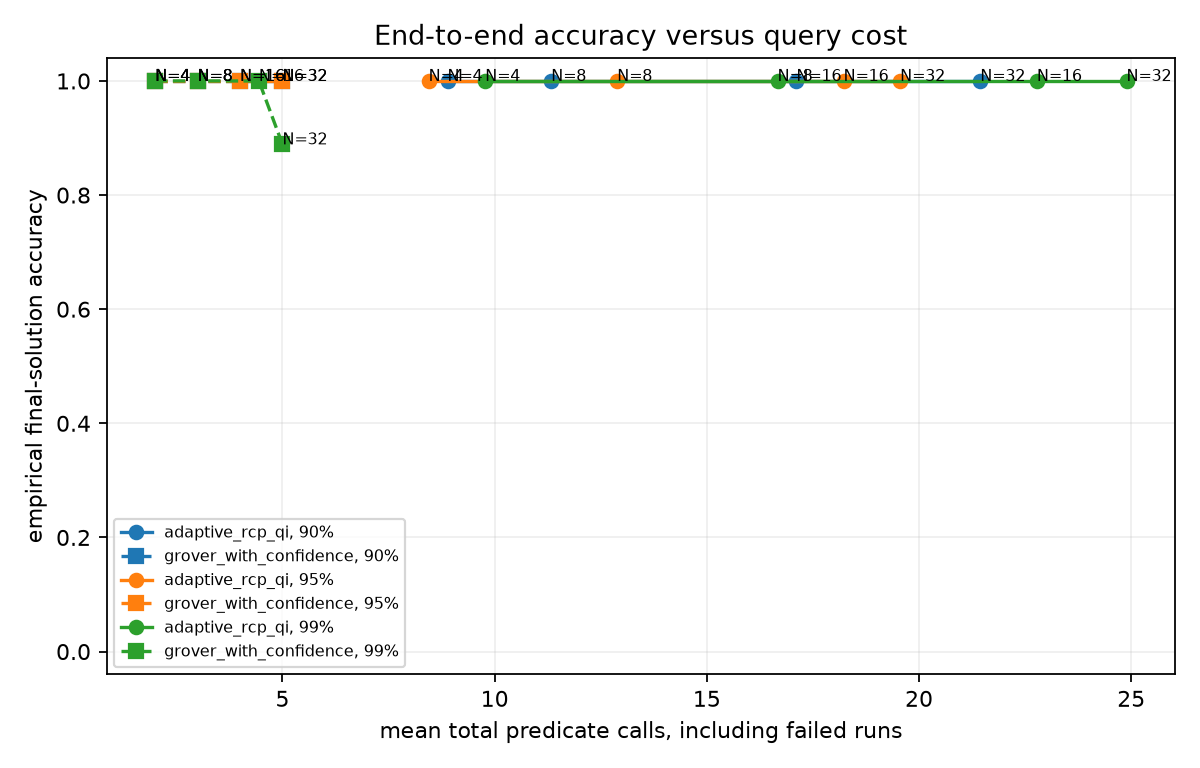 End-to-end accuracy versus query cost
empirical final-solution accuracy
1.0
0.8
0.6
0.4
0.2
0.0
N=4
N=8
N=32
N=4
N=4
N=8
N=8
N=16
N=16
N=32
N=32
N=16
N=32
N=32
adaptive_rcp_qi, 90%
grover_with_confidence, 90%
adaptive_rcp_qi, 95%
grover_with_confidence, 95%
adaptive_rcp_qi, 99%
grover_with_confidence, 99%
5
10
15
20
25
mean total predicate calls, including failed runs